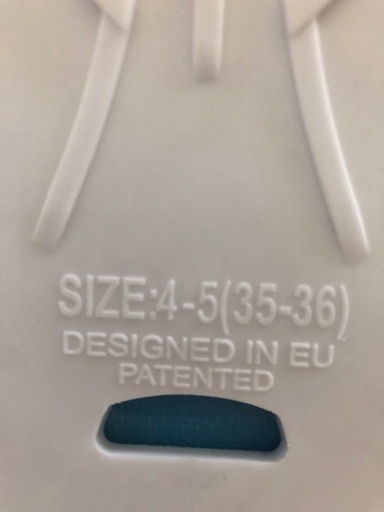 SIZE:4-5(35-36)
DESIGNED IN EU
PATENTED